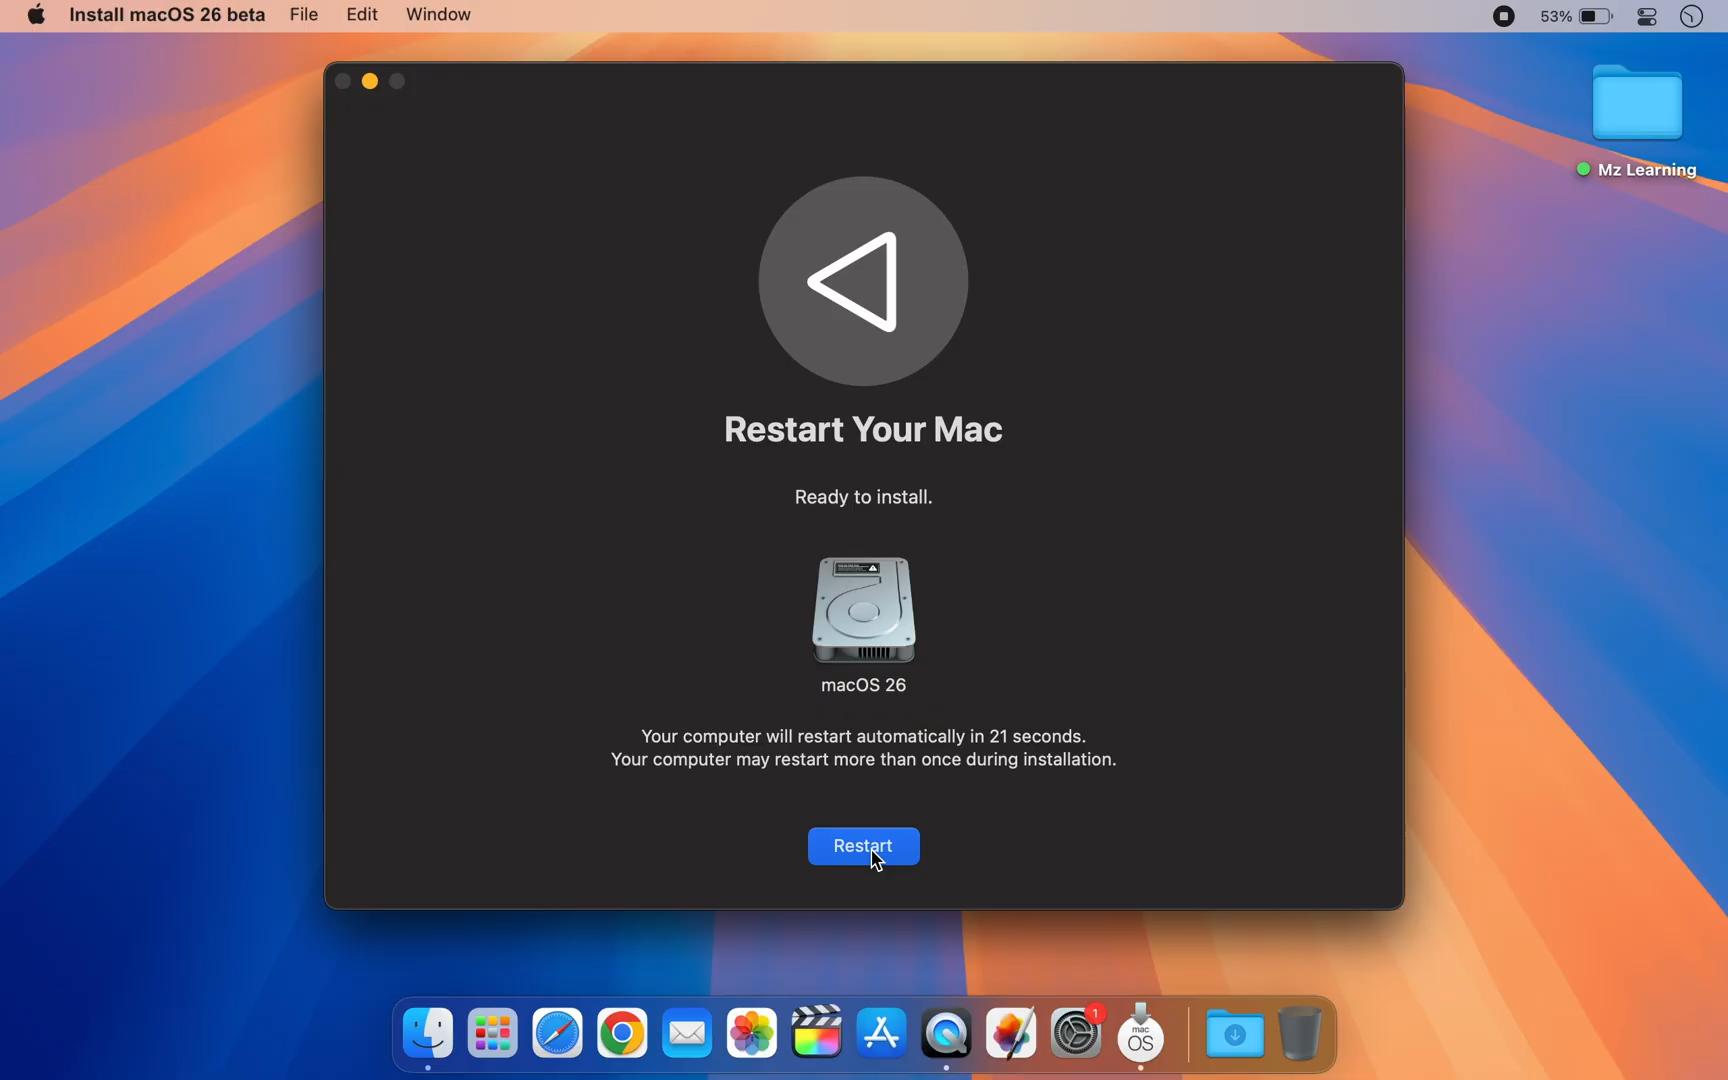 Install macOS 26 beta File Edit Window 53%
Mz Learning
Restart Your Mac
Ready to install.
macOS 26
Your computer will restart automatically in 21 seconds.
Your computer may restart more than once during installation.
Restart
1
mac
OS